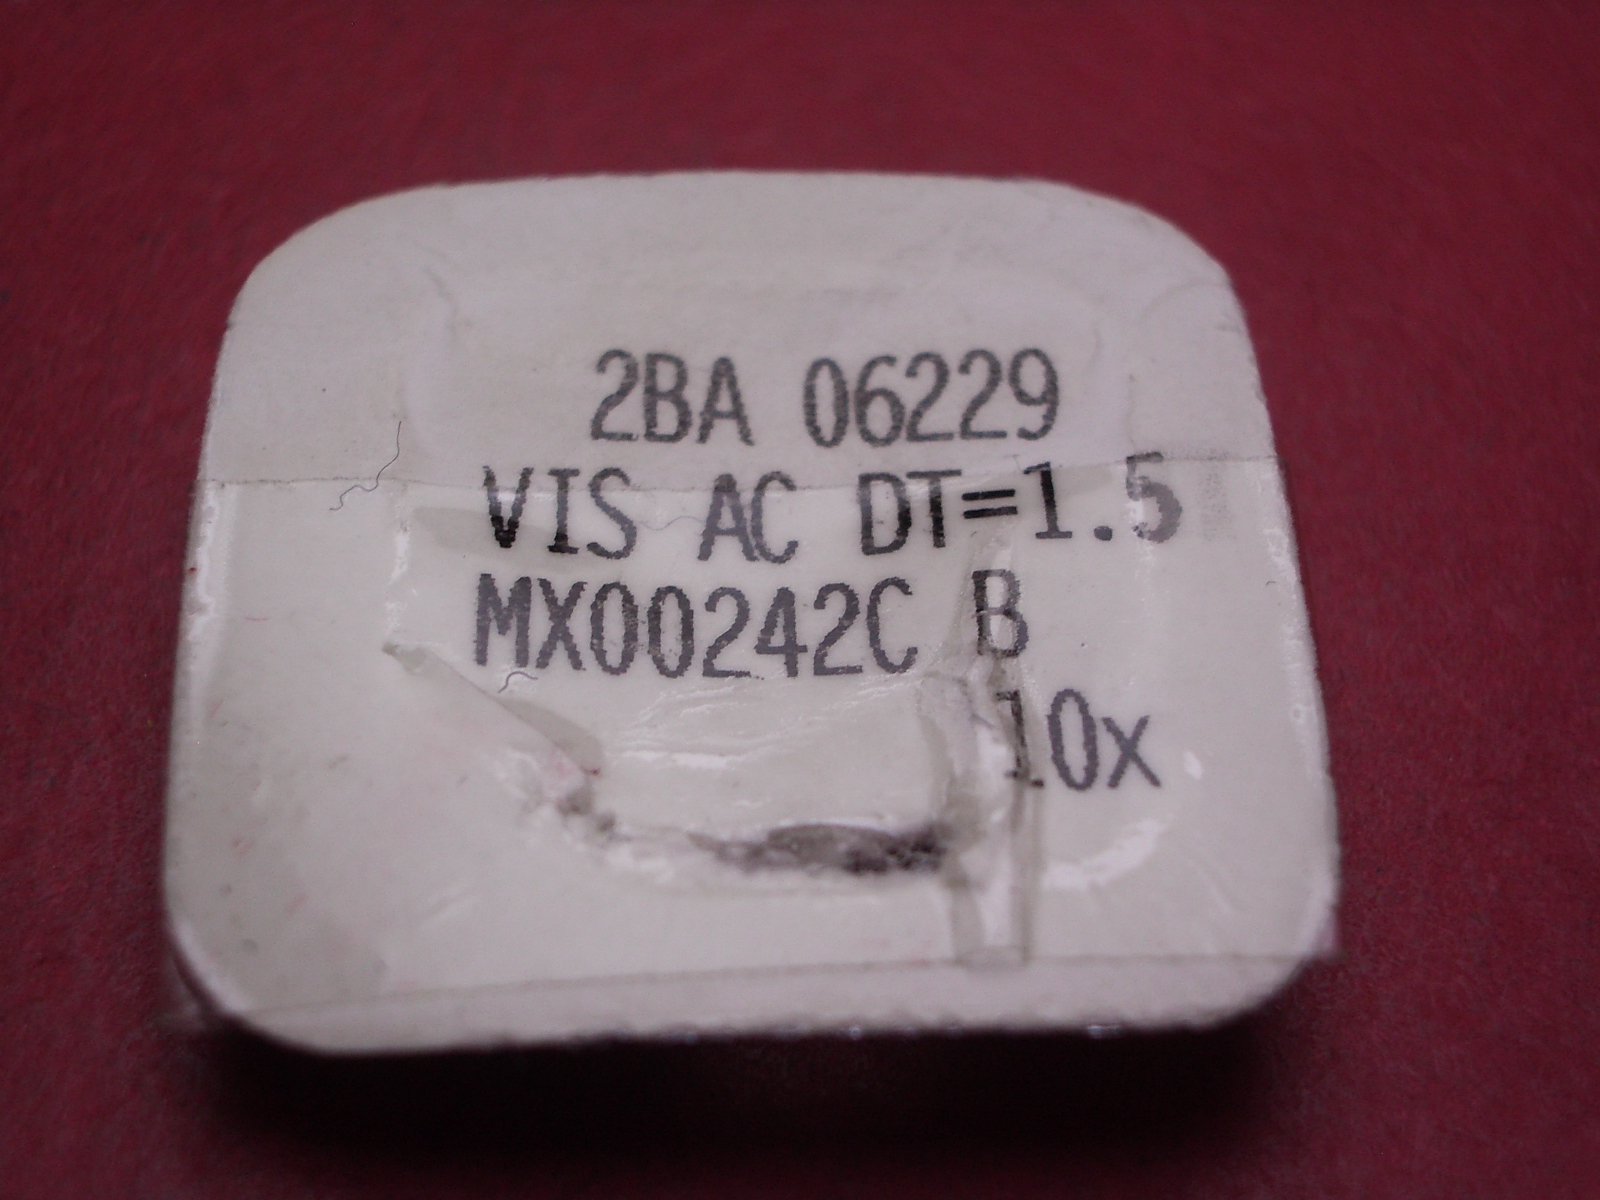 2BA 06229
VIS AC DT=1.5
MX00242C B
10x